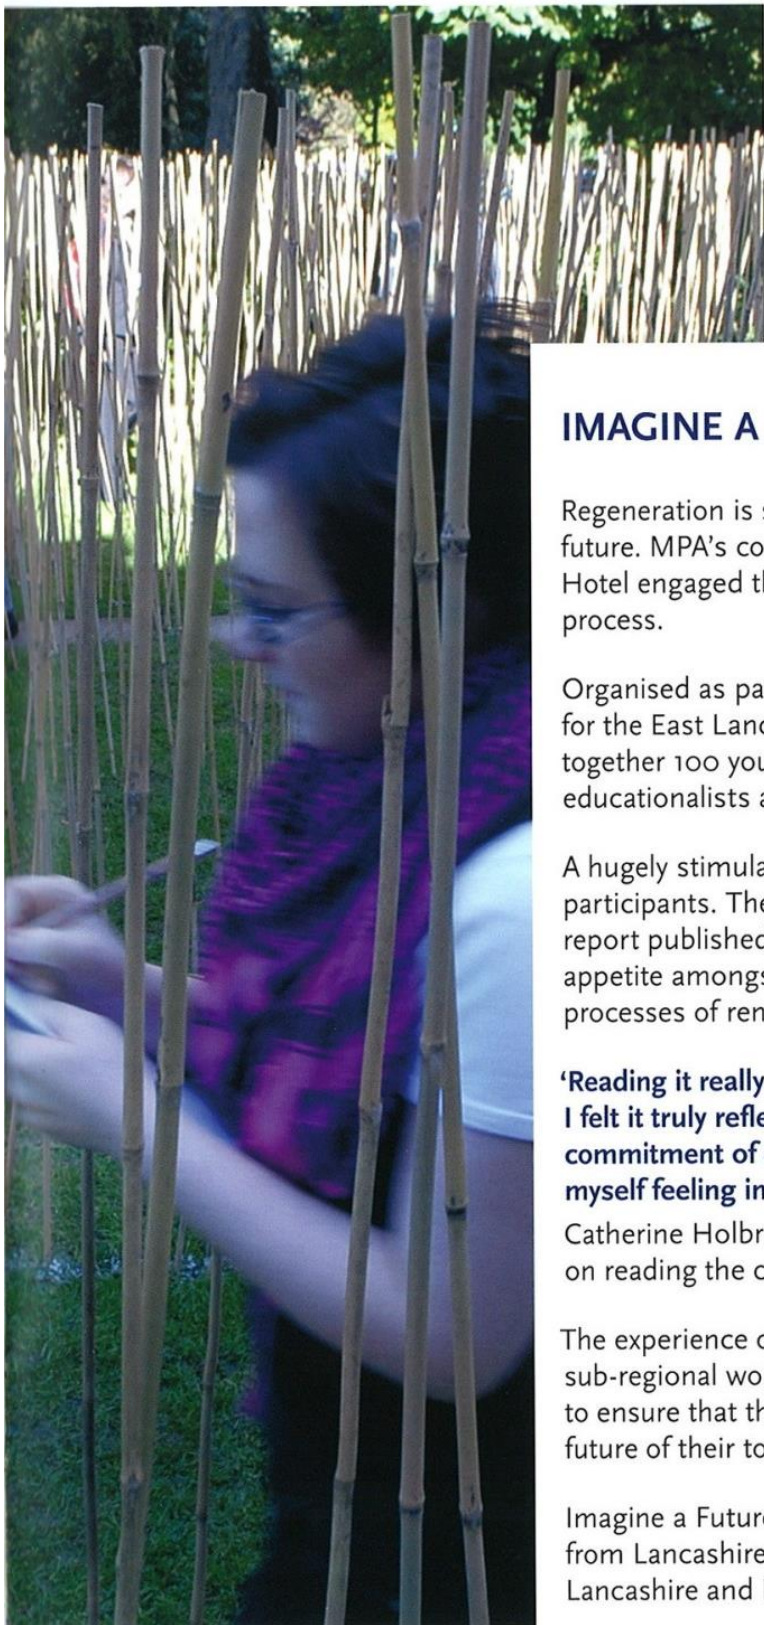 IMAGINE A
Regeneration is
future. MPA's co
Hotel engaged th
process.
Organised as pa
for the East Lanc
together 100 you
educationalists a
A hugely stimula
participants. The
report published
appetite amongs
processes of ren
‘Reading it really
I felt it truly refle
commitment of
myself feeling in
Catherine Holbr
on reading the c
The experience o
sub-regional wo
to ensure that th
future of their to
Imagine a Future
from Lancashire
Lancashire and